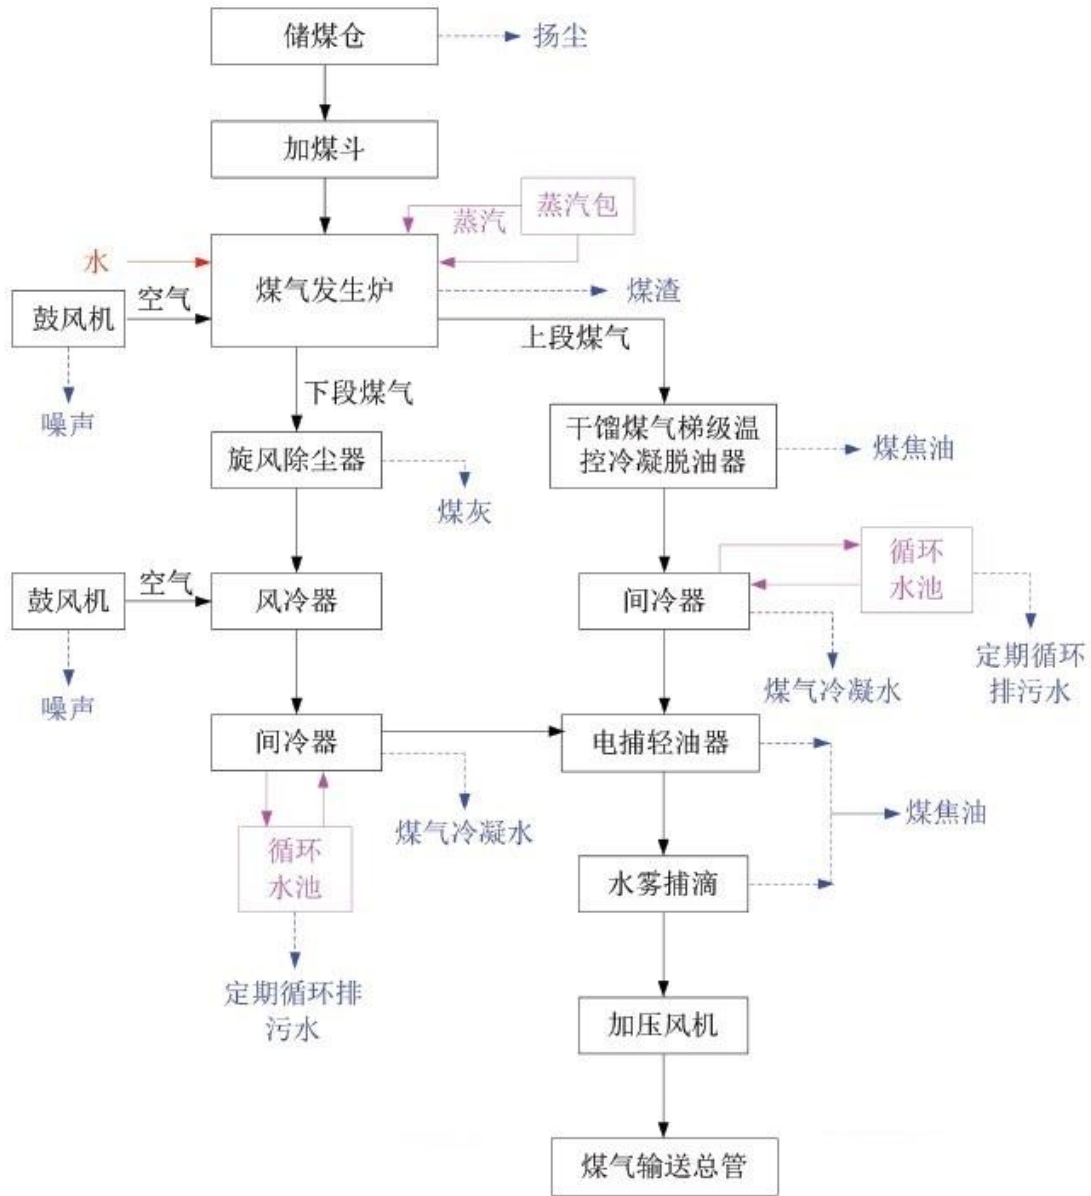 储煤仓
扬尘
加煤斗
蒸汽
蒸汽包
水
煤气发生炉
煤渣
鼓风机
空气
上段煤气
噪声
下段煤气
旋风除尘器
煤灰
干馏煤气梯级温
控冷凝脱油器
煤焦油
鼓风机
空气
风冷器
间冷器
循环
水池
噪声
煤气冷凝水
定期循环
排污水
间冷器
电捕轻油器
煤气冷凝水
煤焦油
循环
水池
水雾捕滴
定期循环排
污水
加压风机
煤气输送总管